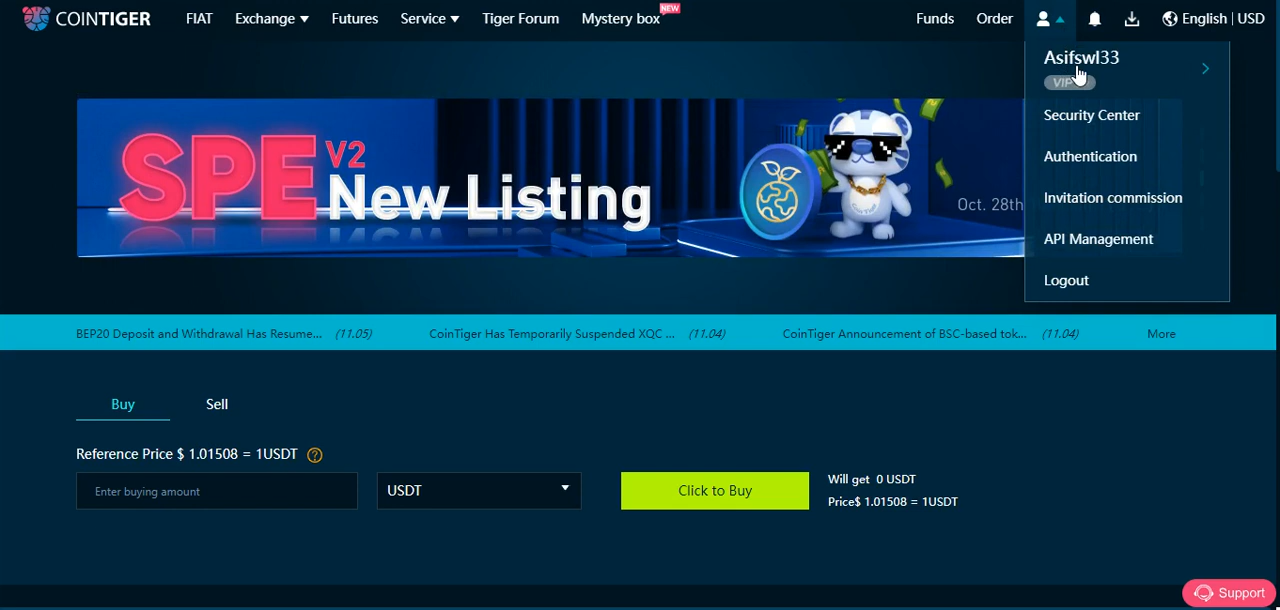 COINTIGER FIAT Exchange Futures Service Tiger Forum Mystery box NEW Funds Order English | USD
Asifswl33
VIP
Security Center
Authentication
Invitation commission
API Management
Logout
SPE V2
New Listing
Oct. 28th
BEP20 Deposit and Withdrawal Has Resume... (11.05) CoinTiger Has Temporarily Suspended XQC ... (11.04) CoinTiger Announcement of BSC-based tok... (11.04) More
Buy Sell
Reference Price $ 1.01508 = 1USDT ?
Enter buying amount USDT Click to Buy
Will get 0 USDT
Price$ 1.01508 = 1USDT
Support